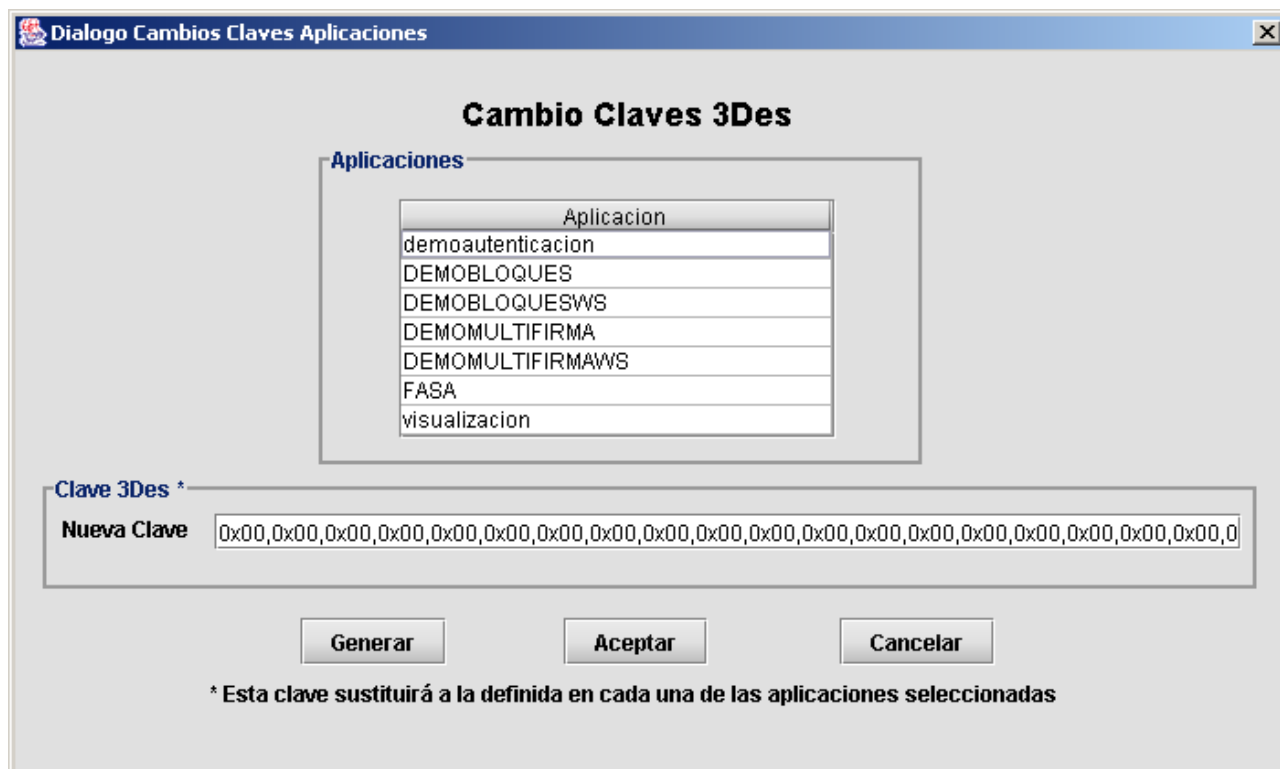 Dialogo Cambios Claves Aplicaciones
Cambio Claves 3Des
Aplicaciones
Aplicacion
demoautenticacion
DEMOBLOQUES
DEMOBLOQUESWS
DEMOMULTIFIRMA
DEMOMULTIFIRMAWS
FASA
visualizacion
Clave 3Des *
Nueva Clave 0x00,0x00,0x00,0x00,0x00,0x00,0x00,0x00,0x00,0x00,0x00,0x00,0x00,0x00,0x00,0x00,0x00,0x00,0x00,0
Generar Aceptar Cancelar
* Esta clave sustituirá a la definida en cada una de las aplicaciones seleccionadas